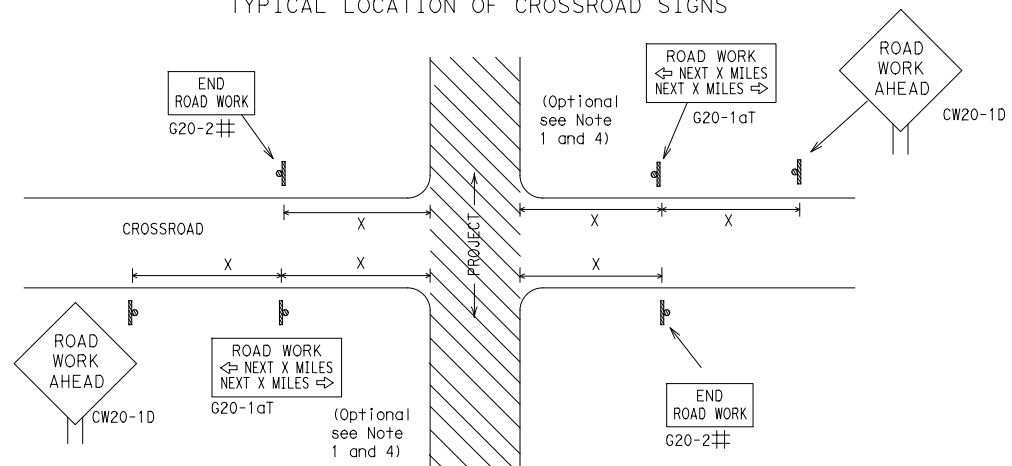 TYPICAL LOCATION OF CROSSROAD SIGNS
END
ROAD WORK
G20-2#
ROAD WORK
⇦ NEXT X MILES
NEXT X MILES ⇨
G20-1aT
(Optional
see Note
1 and 4)
ROAD
WORK
AHEAD
CW20-1D
X
X
X
CROSSROAD
PROJECT
X
X
X
ROAD
WORK
AHEAD
CW20-1D
ROAD WORK
⇦ NEXT X MILES
NEXT X MILES ⇨
G20-1aT
(Optional
see Note
1 and 4)
END
ROAD WORK
G20-2#